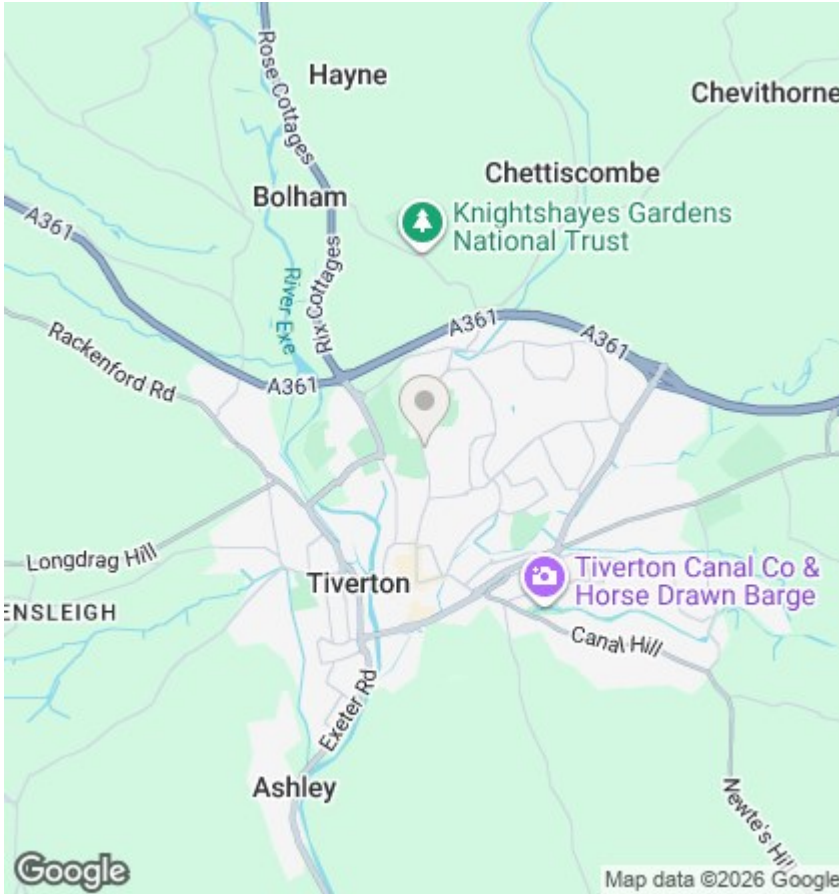 Rose Cottages
Hayne
Chevithorne
Chettiscombe
Bolham
Knightshayes Gardens
National Trust
A361
River Exe
Rix Cottages
A361
A361
Rackenford Rd
A361
Longdrag Hill
Tiverton
Tiverton Canal Co &
Horse Drawn Barge
ENSLEIGH
Canal Hill
Exeter Rd
Ashley
Newte's Hil
Google
Map data ©2026 Google